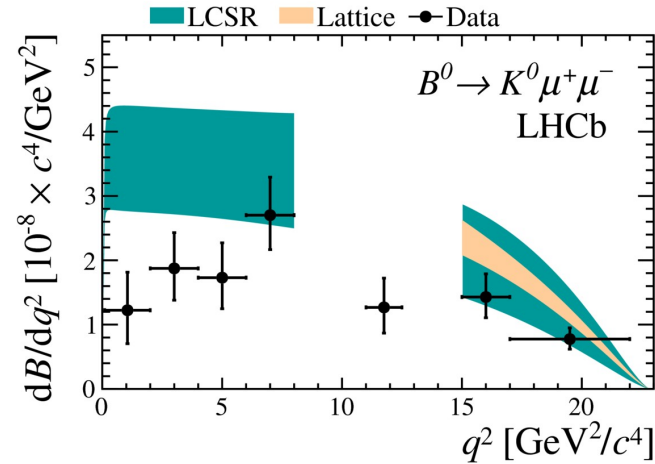 LCSR Lattice Data
B⁰ → K⁰μ⁺μ⁻
LHCb
dB/dq² [10⁻⁸ × c⁴/GeV²]
5
4
3
2
1
0
0 5 10 15 20
q² [GeV²/c⁴]